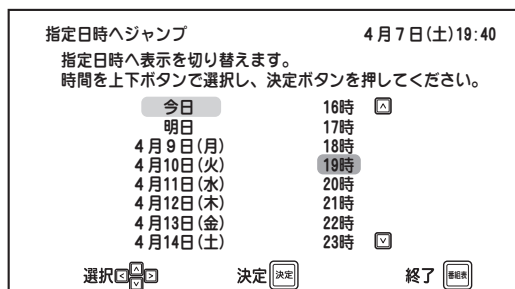 指定日時へジャンプ 4月7日(土)19:40
指定日時へ表示を切り替えます。
時間を上下ボタンで選択し、決定ボタンを押してください。
今日 16時
明日 17時
4月9日(月) 18時
4月10日(火) 19時
4月11日(水) 20時
4月12日(木) 21時
4月13日(金) 22時
4月14日(土) 23時
選択 決定 決定 終了 番組表